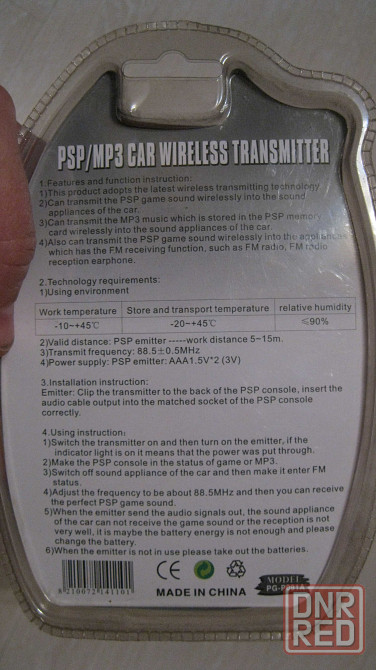 PSP/MP3 CAR WIRELESS TRANSMITTER
1.Features and function instruction:
1)This product adopts the latest wireless transmitting technology
2)Can transmit the PSP game sound wirelessly into the sound
appliances of the car.
3)Can transmit the MP3 music which is stored in the PSP memory
card wirelessly into the sound appliances of the car.
4)Also can transmit the PSP game sound wirelessly into the appliances
which has the FM receiving function, such as FM radio, FM radio
reception earphone.
2.Technology requirements:
1)Using environment
Work temperature Store and transport temperature relative humidity
-10~+45℃ -20~+45℃ ≤90%
2)Valid distance: PSP emitter -----work distance 5~15m.
3)Transmit frequency: 88.5±0.5MHz
4)Power supply: PSP emitter: AAA1.5V*2 (3V)
3.Installation instruction:
Emitter: Clip the transmitter to the back of the PSP console, insert the
audio cable output into the matched socket of the PSP console
correctly.
4.Using instruction:
1)Switch the transmitter on and then turn on the emitter, if the
indicator light is on it means that the power was put through.
2)Make the PSP console in the status of game or MP3.
3)Switch off sound appliance of the car and then make it enter FM
status.
4)Adjust the frequency to be about 88.5MHz and then you can receive
the perfect PSP game sound.
5)When the emitter send the audio signals out, the sound appliance
of the car can not receive the game sound or the reception is not
very well, it is maybe the battery energy is not enough and please
change the battery.
6)When the emitter is not in use please take out the batteries.
CE
MODEL:
8 210072 141101
MADE IN CHINA
DNR
RED